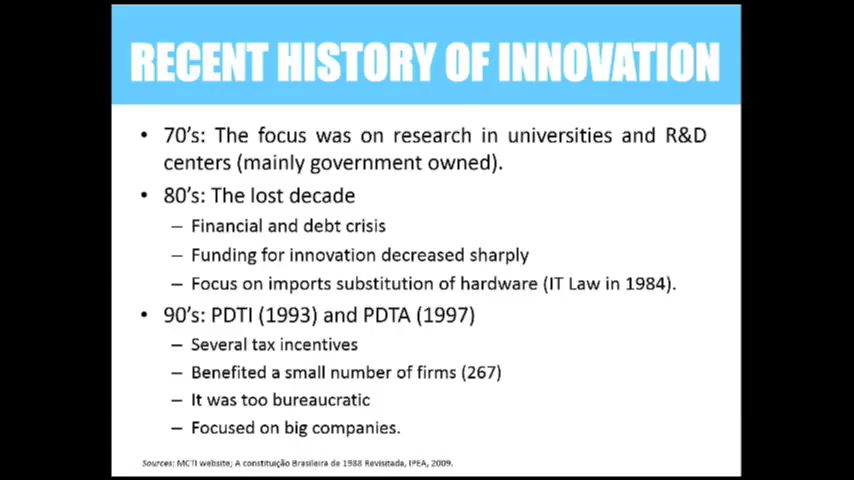 RECENT HISTORY OF INNOVATION
• 70's: The focus was on research in universities and R&D
centers (mainly government owned).
• 80's: The lost decade
– Financial and debt crisis
– Funding for innovation decreased sharply
– Focus on imports substitution of hardware (IT Law in 1984).
• 90's: PDTI (1993) and PDTA (1997)
– Several tax incentives
– Benefited a small number of firms (267)
– It was too bureaucratic
– Focused on big companies.
Sources: MCTI website; A constituição Brasileira de 1988 Revisitada, IPEA, 2009.